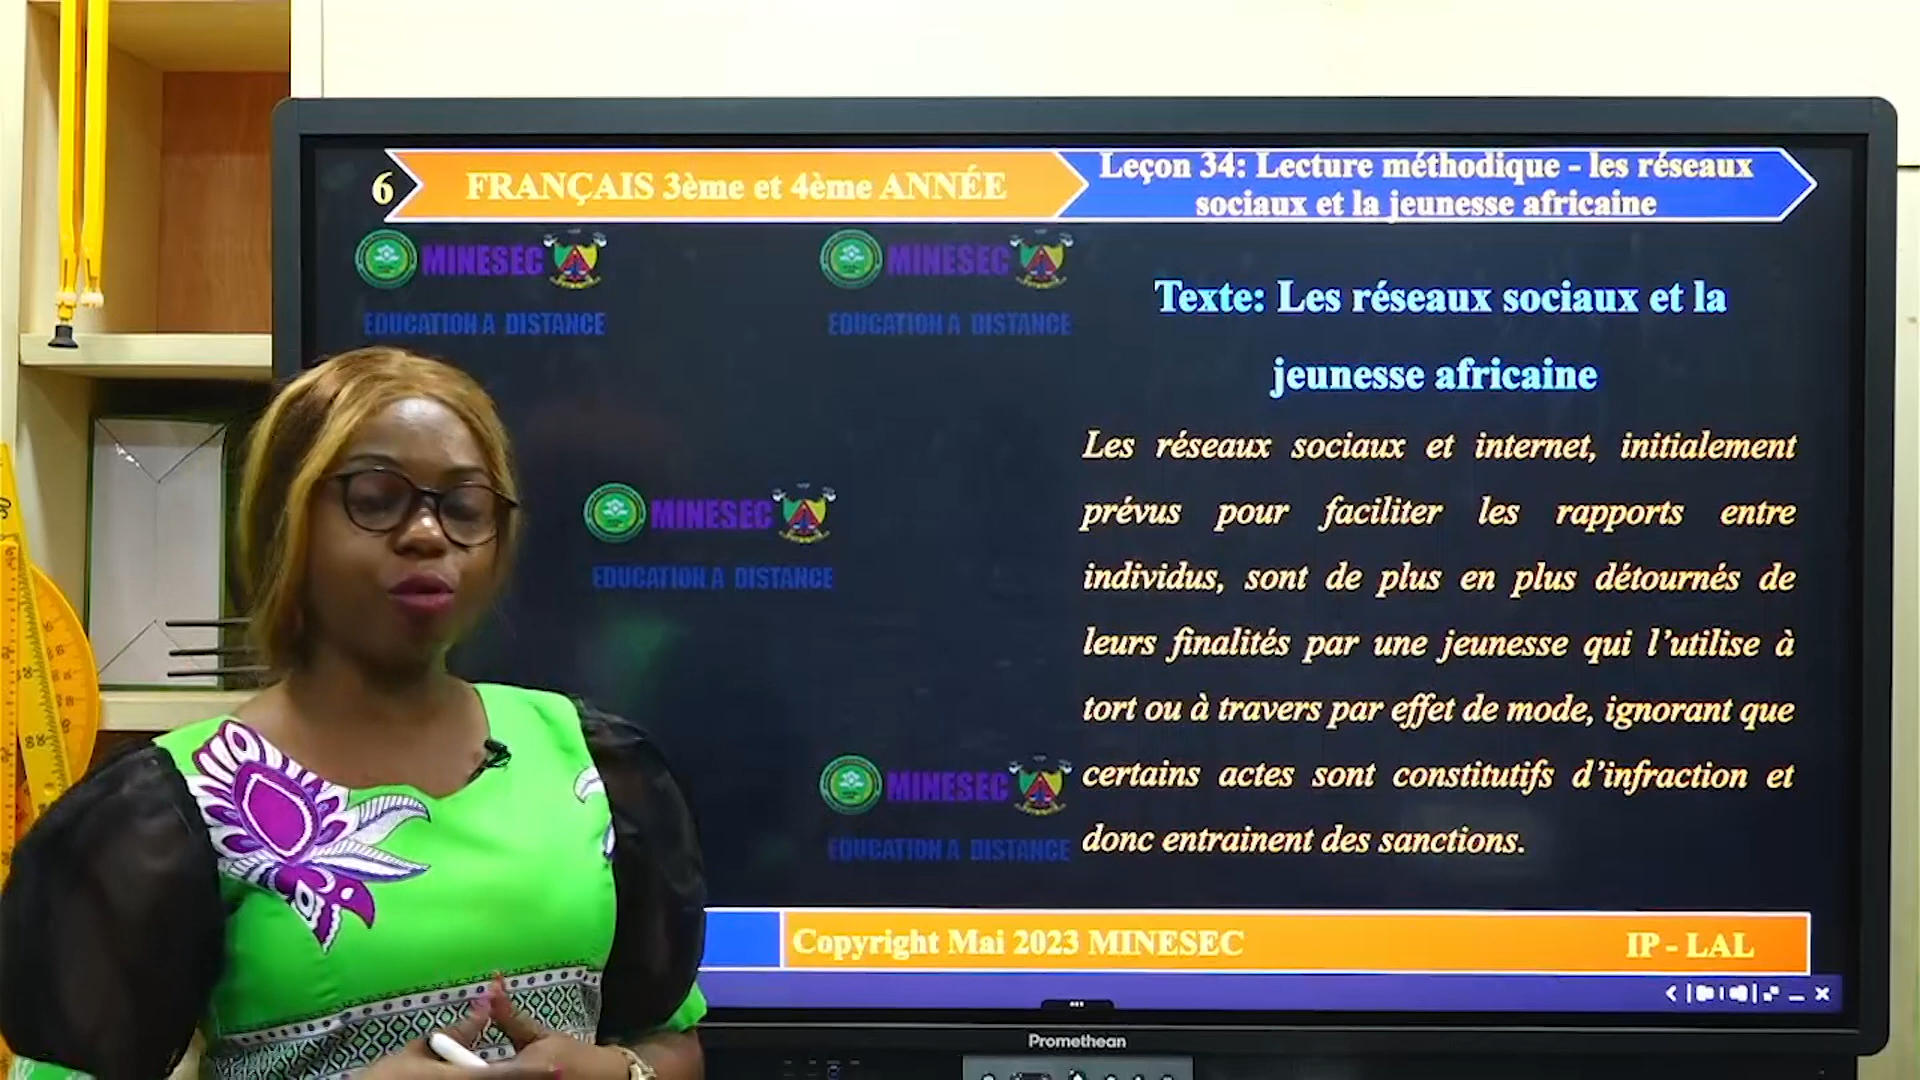 6
FRANÇAIS 3ème et 4ème ANNÉE
Leçon 34: Lecture méthodique - les réseaux
sociaux et la jeunesse africaine
MINESEC
EDUCATION A DISTANCE
MINESEC
EDUCATION A DISTANCE
Texte: Les réseaux sociaux et la
jeunesse africaine
Les réseaux sociaux et internet, initialement
prévus pour faciliter les rapports entre
individus, sont de plus en plus détournés de
leurs finalités par une jeunesse qui l'utilise à
tort ou à travers par effet de mode, ignorant que
certains actes sont constitutifs d'infraction et
donc entrainent des sanctions.
MINESEC
EDUCATION A DISTANCE
MINESEC
EDUCATION A DISTANCE
Copyright Mai 2023 MINESEC
IP - LAL
Promethean